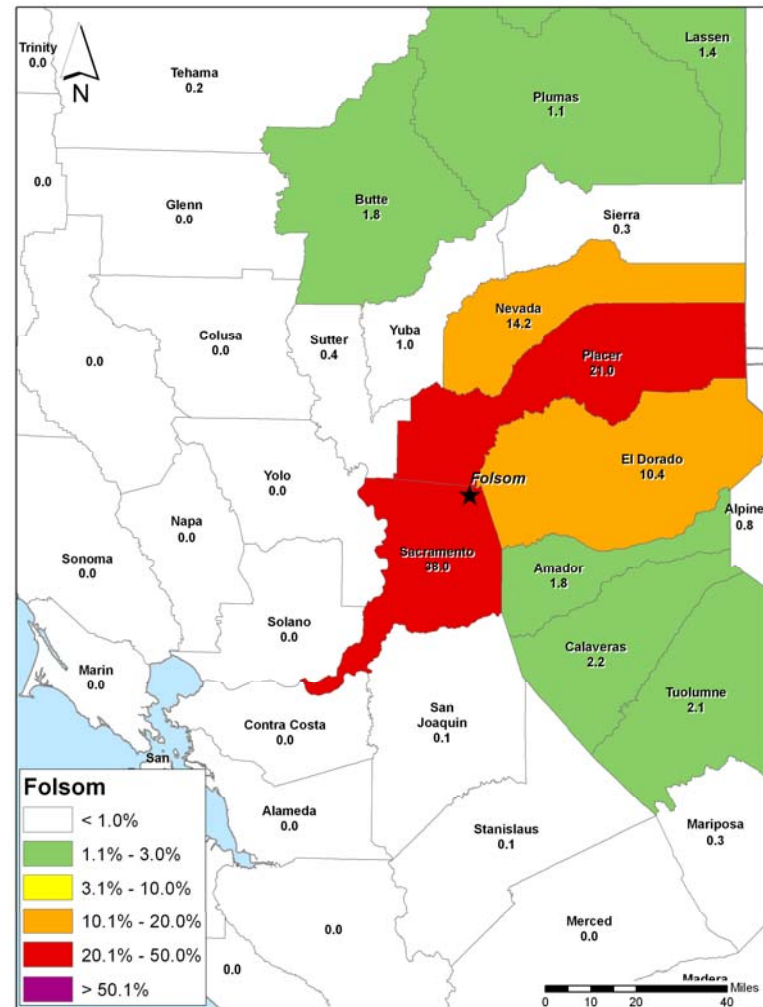 Trinity
0.0
N
Tehama
0.2
Lassen
1.4
Plumas
1.1
0.0
Glenn
0.0
Butte
1.8
Sierra
0.3
Nevada
14.2
0.0
Colusa
0.0
Sutter
0.4
Yuba
1.0
Placer
21.0
Yolo
0.0
Folsom
El Dorado
10.4
Napa
0.0
Alpine
0.8
Sonoma
0.0
Sacramento
38.0
Amador
1.8
Solano
0.0
Calaveras
2.2
Marin
0.0
Tuolumne
2.1
Contra Costa
0.0
San
Joaquin
0.1
San
Alameda
0.0
Stanislaus
0.1
Mariposa
0.3
0.0
Merced
0.0
0.0
Madera
Folsom
< 1.0%
1.1% - 3.0%
3.1% - 10.0%
10.1% - 20.0%
20.1% - 50.0%
> 50.1%
Miles
0 10 20 40